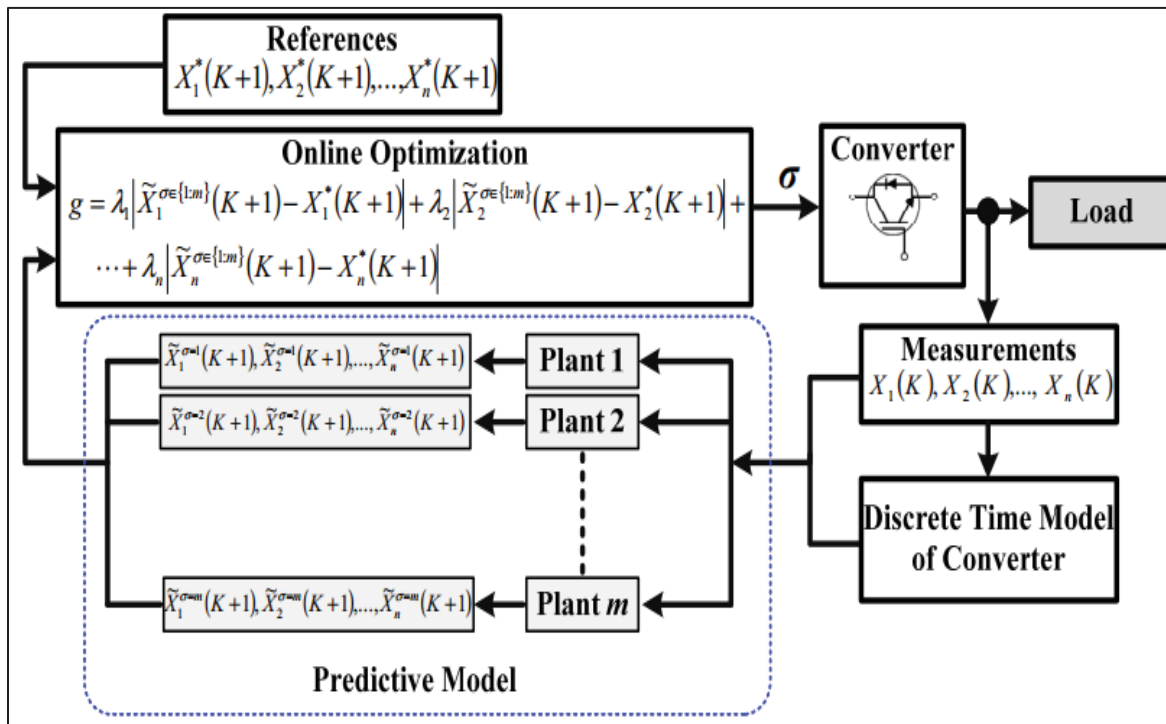 References
X₁*(K+1), X₂*(K+1),..., Xₙ*(K+1)
Online Optimization
g = λ₁|X̃₁^{σ∈{1:m}}(K+1) − X₁*(K+1)| + λ₂|X̃₂^{σ∈{1:m}}(K+1) − X₂*(K+1)| +
⋯ + λₙ|X̃ₙ^{σ∈{1:m}}(K+1) − Xₙ*(K+1)|
σ
Converter
Load
Measurements
X₁(K), X₂(K),..., Xₙ(K)
Discrete Time Model
of Converter
X̃₁^{σ=1}(K+1), X̃₂^{σ=1}(K+1),..., X̃ₙ^{σ=1}(K+1)
Plant 1
X̃₁^{σ=2}(K+1), X̃₂^{σ=2}(K+1),..., X̃ₙ^{σ=2}(K+1)
Plant 2
X̃₁^{σ=m}(K+1), X̃₂^{σ=m}(K+1),..., X̃ₙ^{σ=m}(K+1)
Plant m
Predictive Model